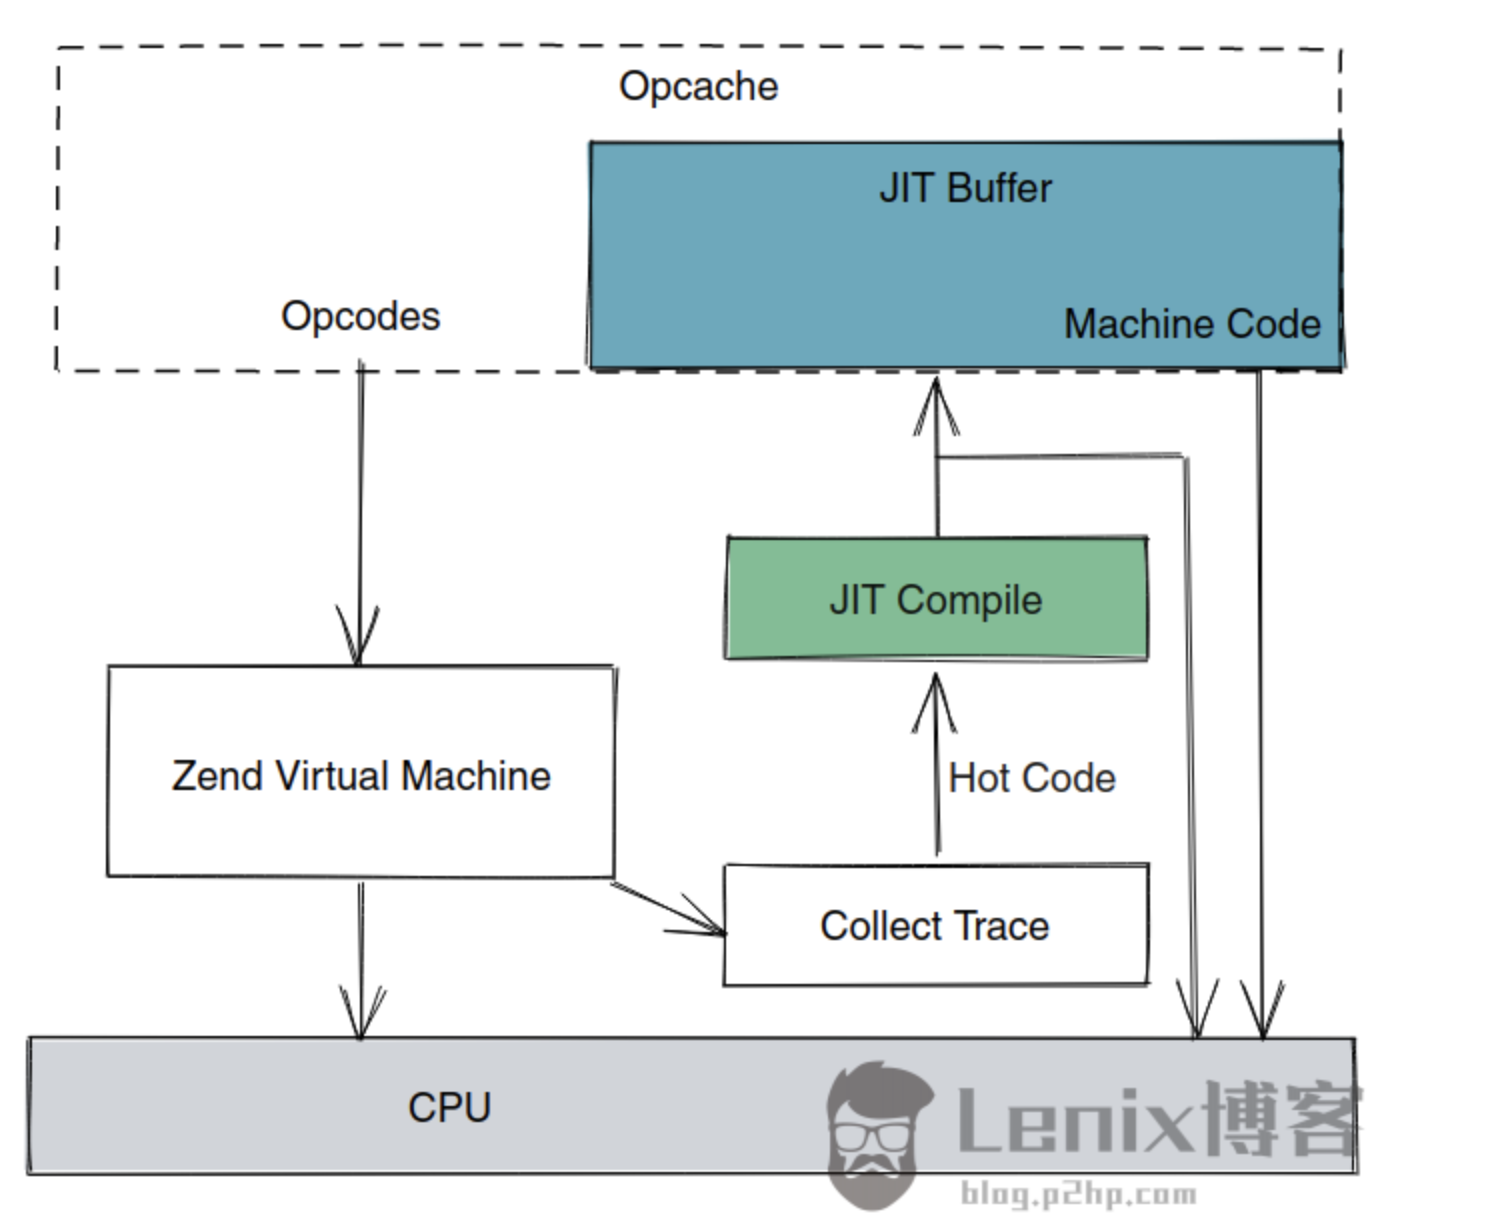 Opcache
JIT Buffer
Opcodes
Machine Code
JIT Compile
Zend Virtual Machine
Hot Code
Collect Trace
CPU
Lenix博客
blog.p2hp.com